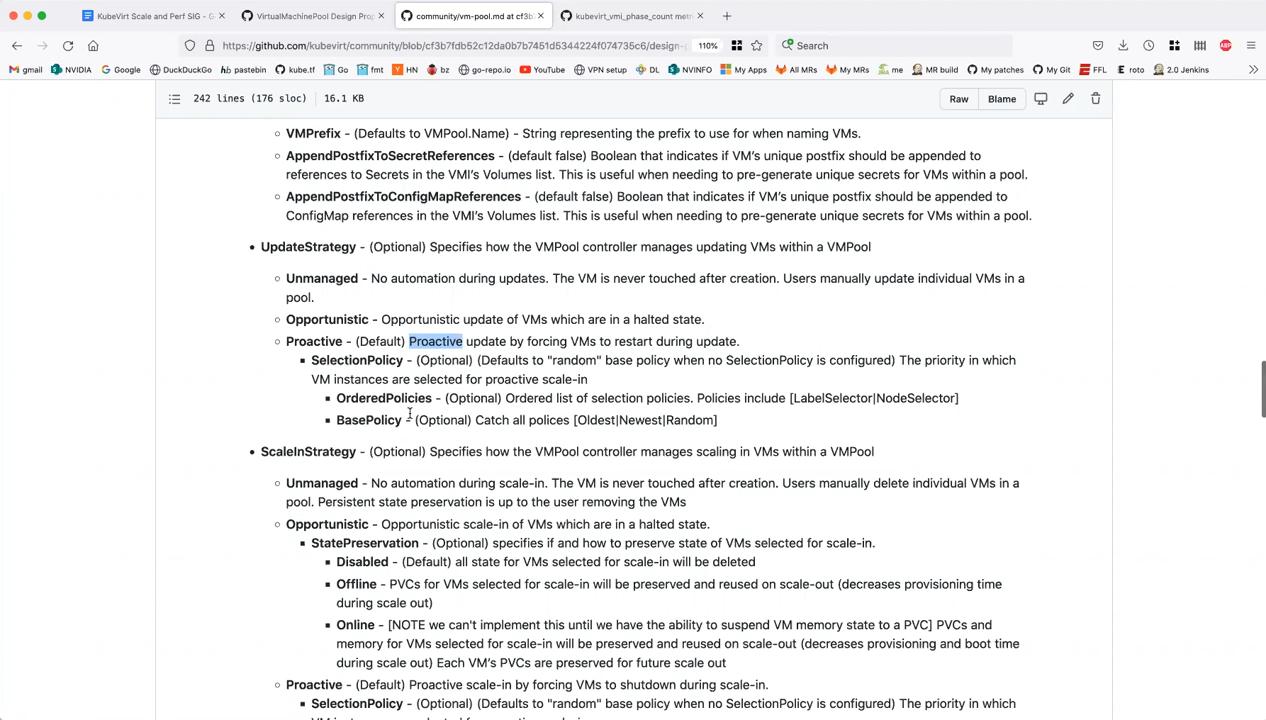 KubeVirt Scale and Perf SIG - G
VirtualMachinePool Design Prop
community/vm-pool.md at cf3b
kubevirt_vmi_phase_count metri
https://github.com/kubevirt/community/blob/cf3b7fdb52c12da0b7b7451d5344224f074735c6/design-p
110%
Search
gmail
NVIDIA
Google
DuckDuckGo
hpastebin
kube.tf
Go
fmt
HN
bz
go-repo.io
YouTube
VPN setup
DL
NVINFO
My Apps
All MRs
My MRs
me
MR build
My patches
My Git
FFL
roto
2.0 Jenkins
242 lines (176 sloc)
16.1 KB
Raw
Blame
VMPrefix - (Defaults to VMPool.Name) - String representing the prefix to use for when naming VMs.
AppendPostfixToSecretReferences - (default false) Boolean that indicates if VM's unique postfix should be appended to
references to Secrets in the VMI's Volumes list. This is useful when needing to pre-generate unique secrets for VMs within a pool.
AppendPostfixToConfigMapReferences - (default false) Boolean that indicates if VM's unique postfix should be appended to
ConfigMap references in the VMI's Volumes list. This is useful when needing to pre-generate unique secrets for VMs within a pool.
UpdateStrategy - (Optional) Specifies how the VMPool controller manages updating VMs within a VMPool
Unmanaged - No automation during updates. The VM is never touched after creation. Users manually update individual VMs in a
pool.
Opportunistic - Opportunistic update of VMs which are in a halted state.
Proactive - (Default) Proactive update by forcing VMs to restart during update.
SelectionPolicy - (Optional) (Defaults to "random" base policy when no SelectionPolicy is configured) The priority in which
VM instances are selected for proactive scale-in
OrderedPolicies - (Optional) Ordered list of selection policies. Policies include [LabelSelector|NodeSelector]
BasePolicy - (Optional) Catch all polices [Oldest|Newest|Random]
ScaleInStrategy - (Optional) Specifies how the VMPool controller manages scaling in VMs within a VMPool
Unmanaged - No automation during scale-in. The VM is never touched after creation. Users manually delete individual VMs in a
pool. Persistent state preservation is up to the user removing the VMs
Opportunistic - Opportunistic scale-in of VMs which are in a halted state.
StatePreservation - (Optional) specifies if and how to preserve state of VMs selected for scale-in.
Disabled - (Default) all state for VMs selected for scale-in will be deleted
Offline - PVCs for VMs selected for scale-in will be preserved and reused on scale-out (decreases provisioning time
during scale out)
Online - [NOTE we can't implement this until we have the ability to suspend VM memory state to a PVC] PVCs and
memory for VMs selected for scale-in will be preserved and reused on scale-out (decreases provisioning and boot time
during scale out) Each VM's PVCs are preserved for future scale out
Proactive - (Default) Proactive scale-in by forcing VMs to shutdown during scale-in.
SelectionPolicy - (Optional) (Defaults to "random" base policy when no SelectionPolicy is configured) The priority in which